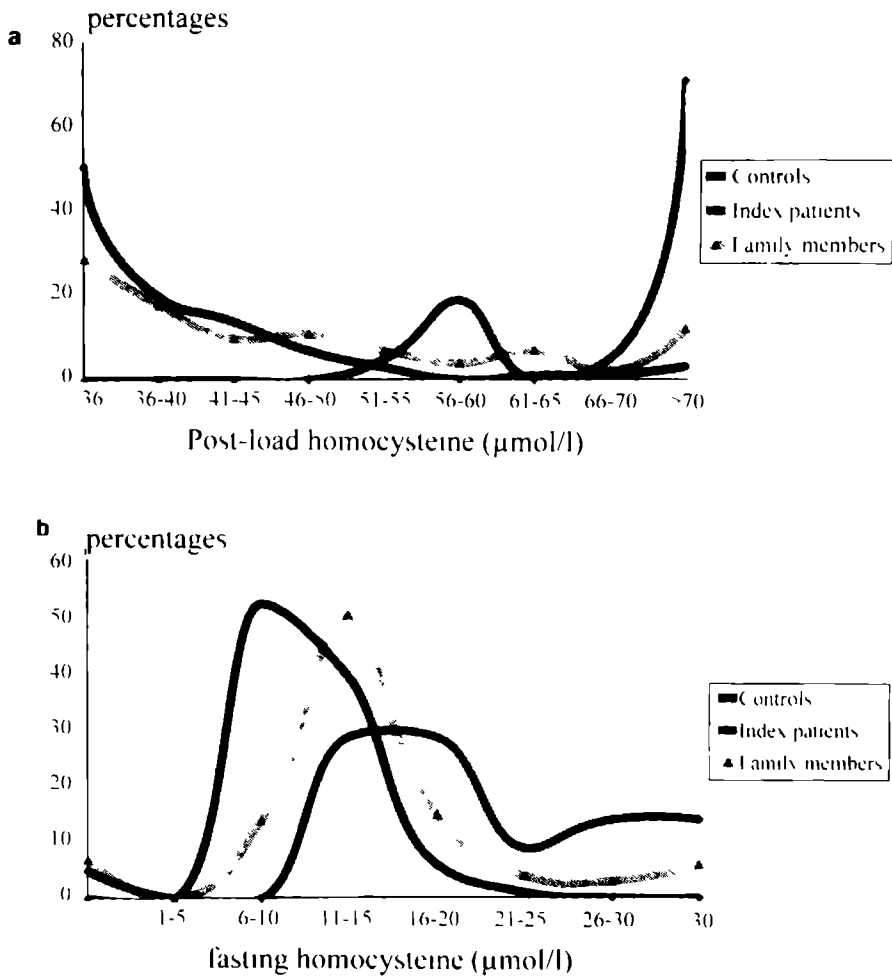 a
percentages
80
60
40
20
0
36 36-40 41-45 46-50 51-55 56-60 61-65 66-70 >70
Post-load homocysteine (µmol/l)
Controls
Index patients
Family members
b
percentages
60
50
40
30
20
10
0
1-5 6-10 11-15 16-20 21-25 26-30 30
fasting homocysteine (µmol/l)
Controls
Index patients
Family members